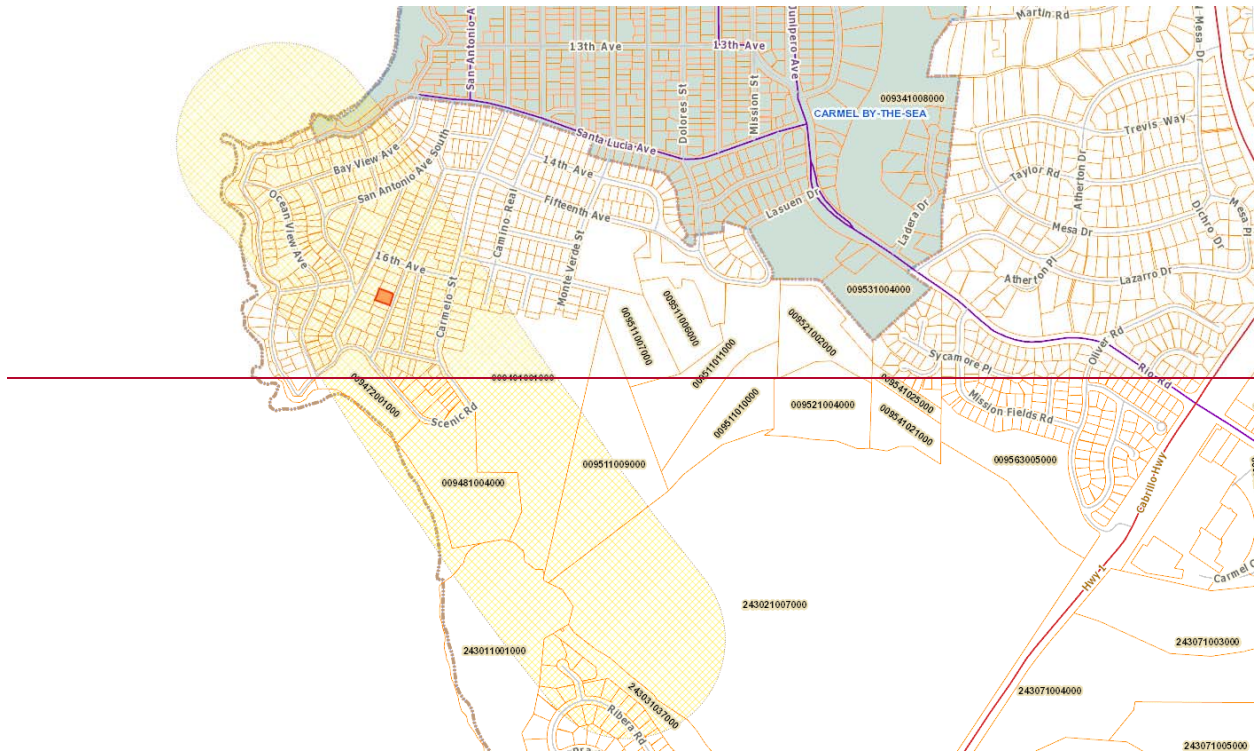 Martin Rd
N Mesa Dr
San-Antonio-A
13th Ave
13th-Ave
Junipero-Ave
009341008000
CARMEL BY-THE-SEA
Dolores St
Mission St
Trevis Way
Santa Lucia Ave
Bay View Ave
14th Ave
San Antonio Ave South
Taylor Rd
Atherton Dr
Ocean View Ave
Fifteenth Ave
Camino-Real
Lasuen Dr
Ladera Dr
Mesa Dr
Dichro Dr
Mesa Pl
Monte Verde St
16th Ave
Atherton Pl
Lazarro Dr
Carmelo St
009531004000
009511006000
009511007000
009521002000
009511011000
Oliver Rd
Sycamore Pl
Rio-Rd
009472001000
009541025000
009511010000
009521004000
Mission Fields Rd
009541021000
Scenic Rd
009511009000
009563005000
009481004000
Cabrillo-Hwy
Hwy-1
Carmel C
243021007000
243071003000
243011001000
243031037000
243071004000
Ribera Rd
243071005000